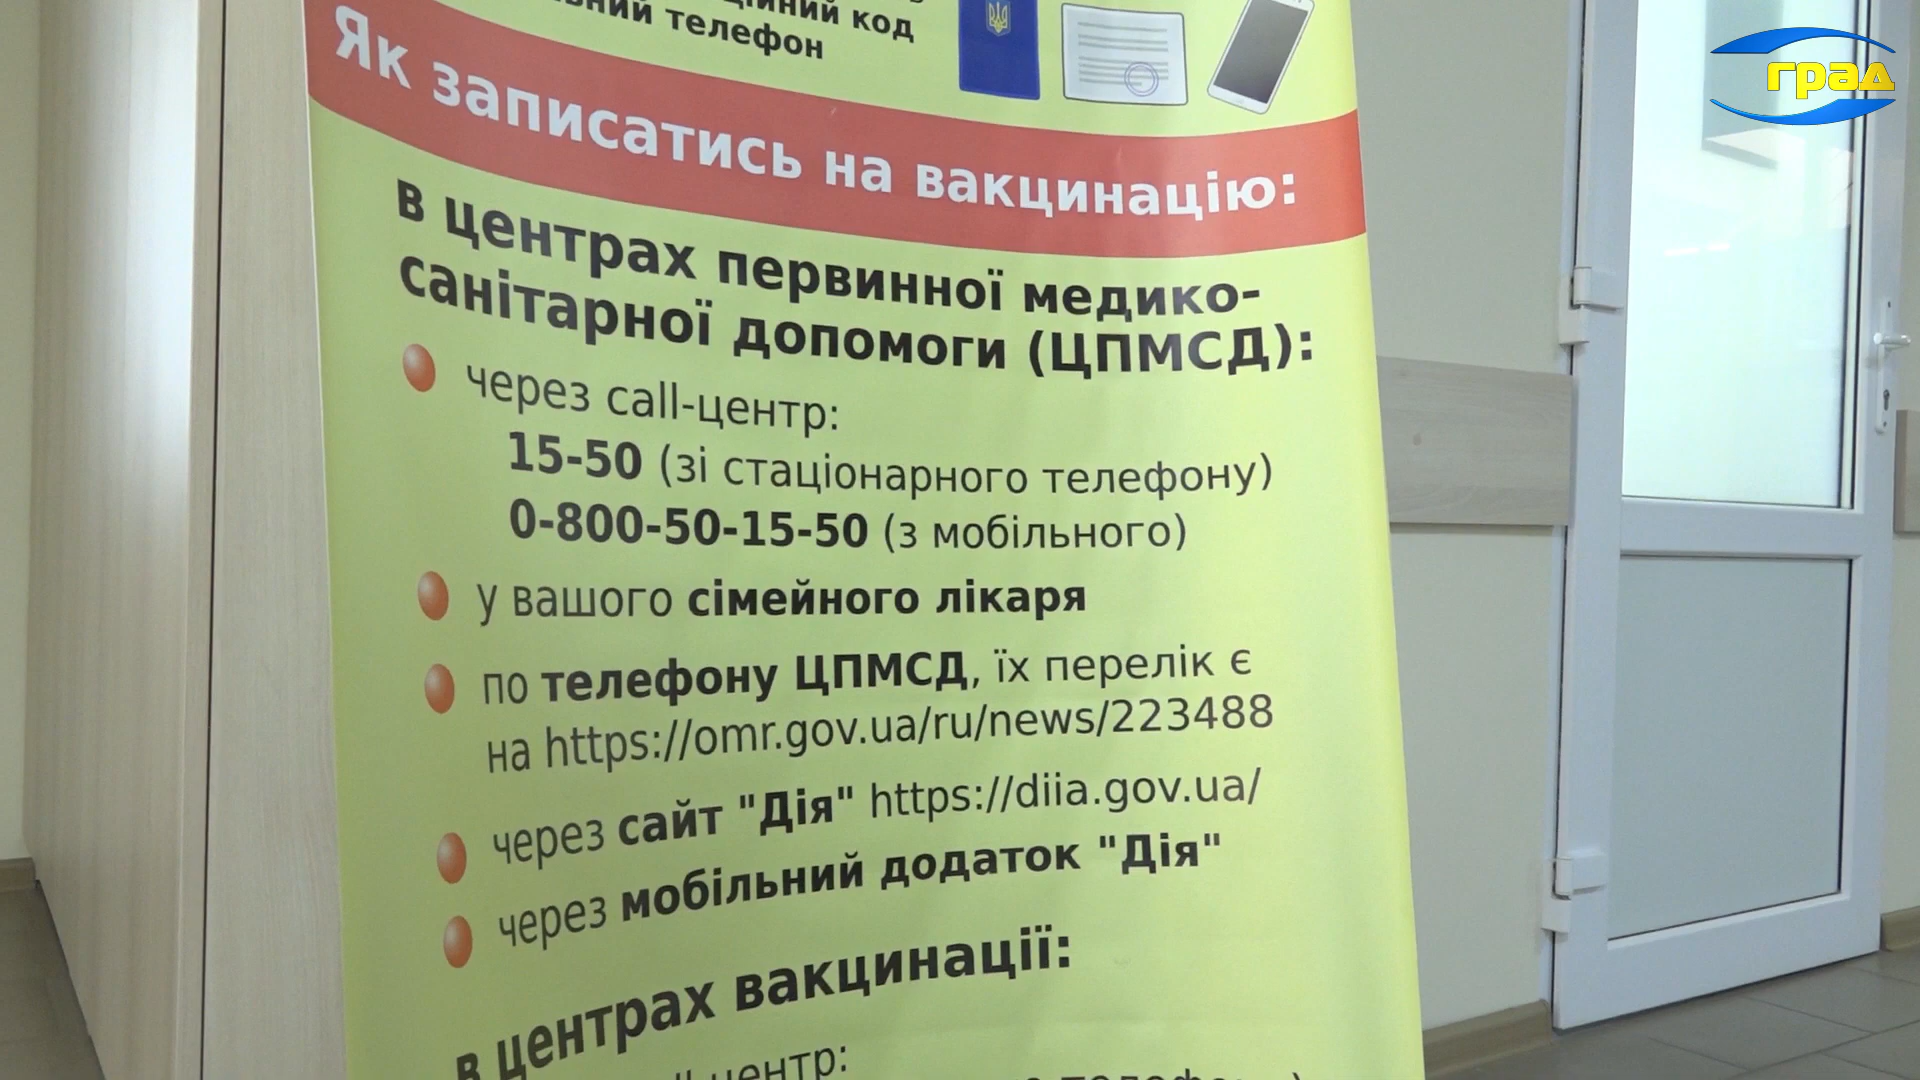 код
телефон
град
Як записатись на вакцинацію:
в центрах первинної медико-
санітарної допомоги (ЦПМСД):
через call-центр:
15-50 (зі стаціонарного телефону)
0-800-50-15-50 (з мобільного)
у вашого сімейного лікаря
по телефону ЦПМСД, їх перелік є
на https://omr.gov.ua/ru/news/223488
через сайт "Дія" https://diia.gov.ua/
через мобільний додаток "Дія"
в центрах вакцинації: